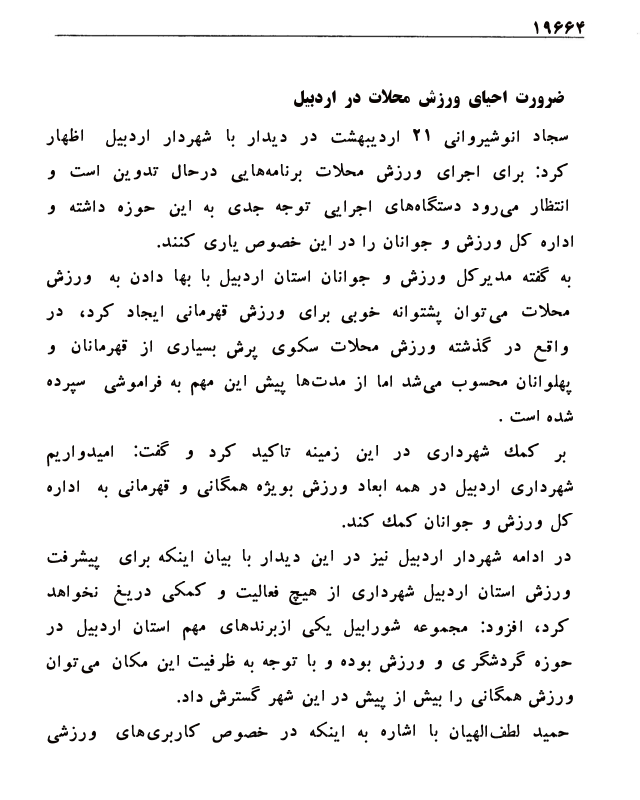 ۱۹۶۶۴
ضرورت احیای ورزش محلات در اردبیل
سجاد انوشیروانی ۲۱ اردیبهشت در دیدار با شهردار اردبیل اظهار
کرد: برای اجرای ورزش محلات برنامه‌هایی درحال تدوین است و
انتظار می‌رود دستگاه‌های اجرایی توجه جدی به این حوزه داشته و
اداره کل ورزش و جوانان را در این خصوص یاری کنند.
به گفته مدیرکل ورزش و جوانان استان اردبیل با بها دادن به ورزش
محلات می‌توان پشتوانه خوبی برای ورزش قهرمانی ایجاد کرد، در
واقع در گذشته ورزش محلات سکوی پرش بسیاری از قهرمانان و
پهلوانان محسوب می‌شد اما از مدت‌ها پیش این مهم به فراموشی سپرده
شده است .
بر کمك شهرداری در این زمینه تاکید کرد و گفت: امیدواریم
شهرداری اردبیل در همه ابعاد ورزش بویژه همگانی و قهرمانی به اداره
کل ورزش و جوانان کمك کند.
در ادامه شهردار اردبیل نیز در این دیدار با بیان اینکه برای پیشرفت
ورزش استان اردبیل شهرداری از هیچ فعالیت و کمکی دریغ نخواهد
کرد، افزود: مجموعه شورابیل یکی ازبرندهای مهم استان اردبیل در
حوزه گردشگر ی و ورزش بوده و با توجه به ظرفیت این مکان می‌توان
ورزش همگانی را بیش از پیش در این شهر گسترش داد.
حمید لطف‌الهیان با اشاره به اینکه در خصوص کاربری‌های ورزشی